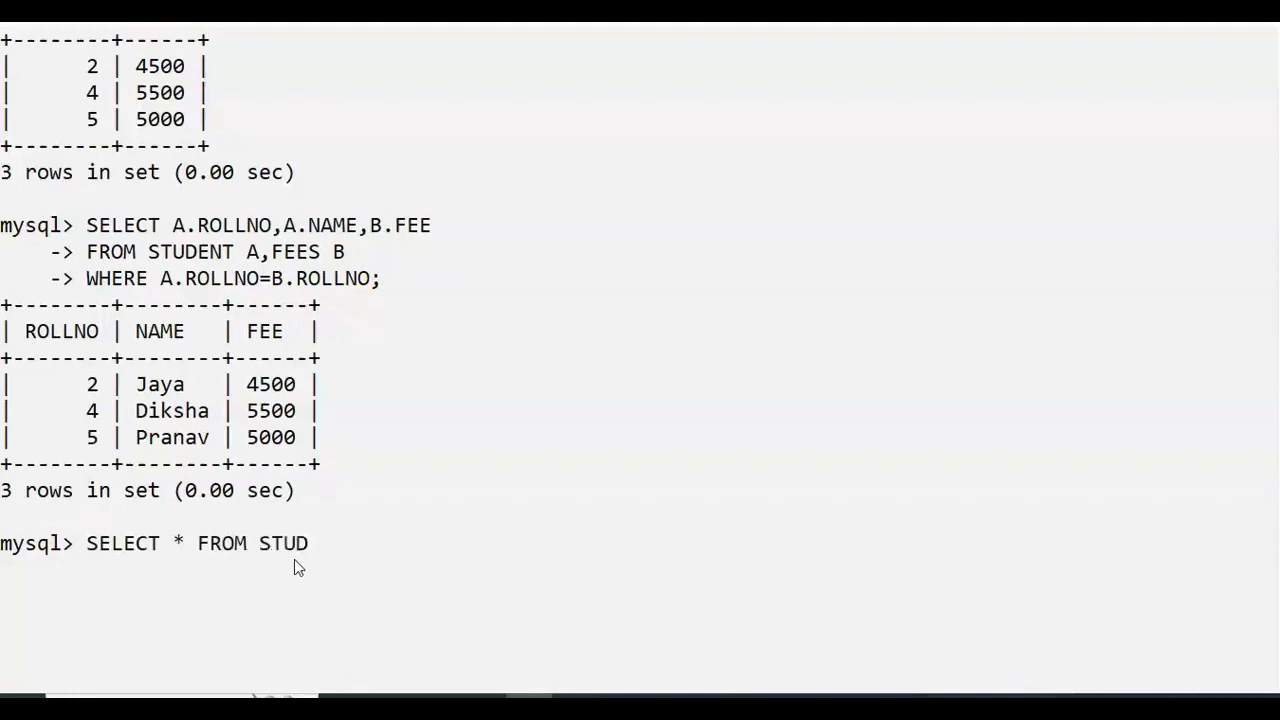 +--------+------+
|      2 | 4500 |
|      4 | 5500 |
|      5 | 5000 |
+--------+------+
3 rows in set (0.00 sec)
mysql> SELECT A.ROLLNO,A.NAME,B.FEE
    -> FROM STUDENT A,FEES B
    -> WHERE A.ROLLNO=B.ROLLNO;
+--------+--------+------+
| ROLLNO | NAME   | FEE  |
+--------+--------+------+
|      2 | Jaya   | 4500 |
|      4 | Diksha | 5500 |
|      5 | Pranav | 5000 |
+--------+--------+------+
3 rows in set (0.00 sec)
mysql> SELECT * FROM STUD